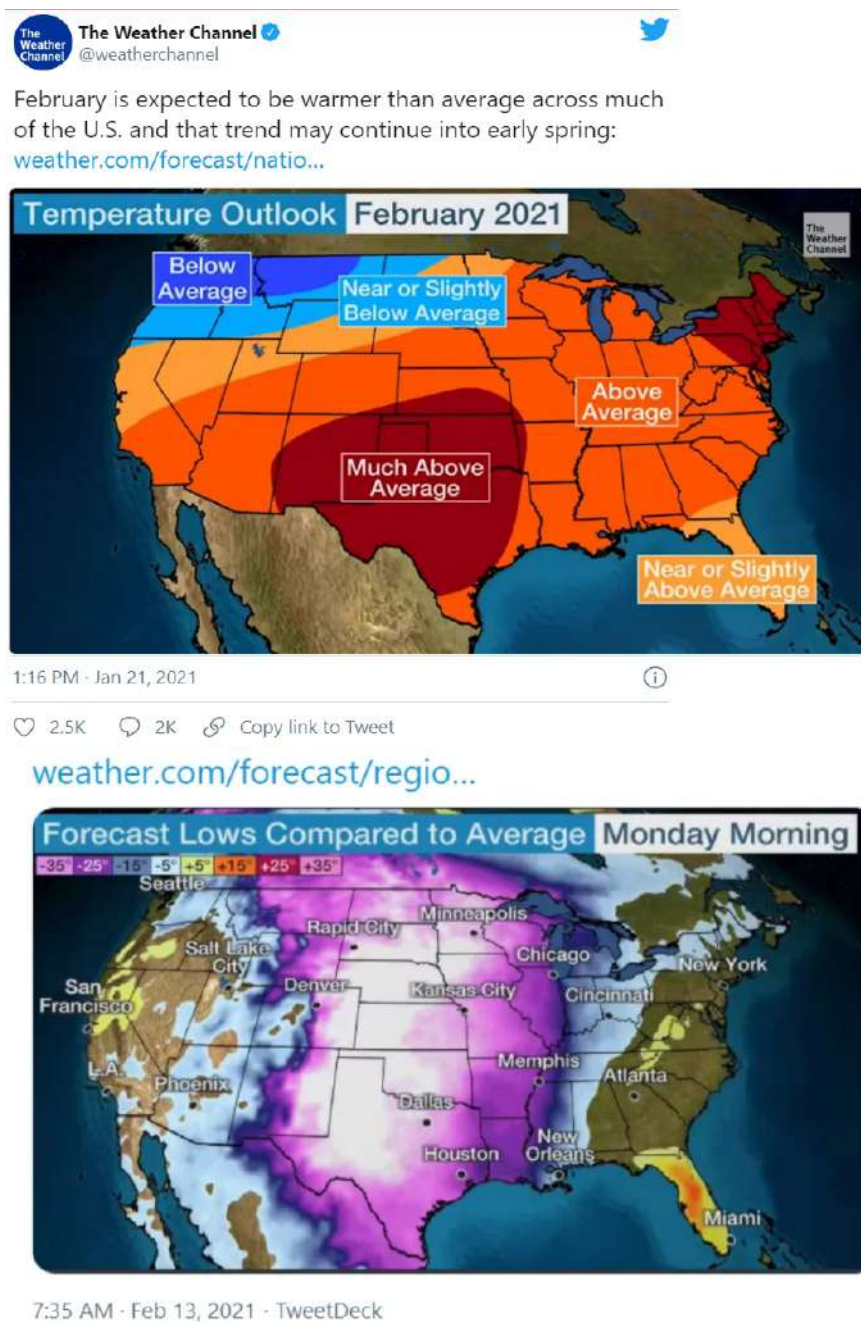 The
Weather
Channel
The Weather Channel
@weatherchannel
February is expected to be warmer than average across much
of the U.S. and that trend may continue into early spring:
weather.com/forecast/natio...
Temperature Outlook February 2021
The
Weather
Channel
Below
Average
Near or Slightly
Below Average
Above
Average
Much Above
Average
Near or Slightly
Above Average
1:16 PM · Jan 21, 2021
2.5K 2K Copy link to Tweet
weather.com/forecast/regio...
Forecast Lows Compared to Average Monday Morning
-35° -25° -15° -5° +5° +15° +25° +35°
Seattle
Minneapolis
Rapid City
Salt Lake
City
Chicago
New York
San
Francisco
Denver
Kansas City
Cincinnati
L.A.
Phoenix
Memphis
Atlanta
Dallas
Houston
New
Orleans
Miami
7:35 AM · Feb 13, 2021 · TweetDeck